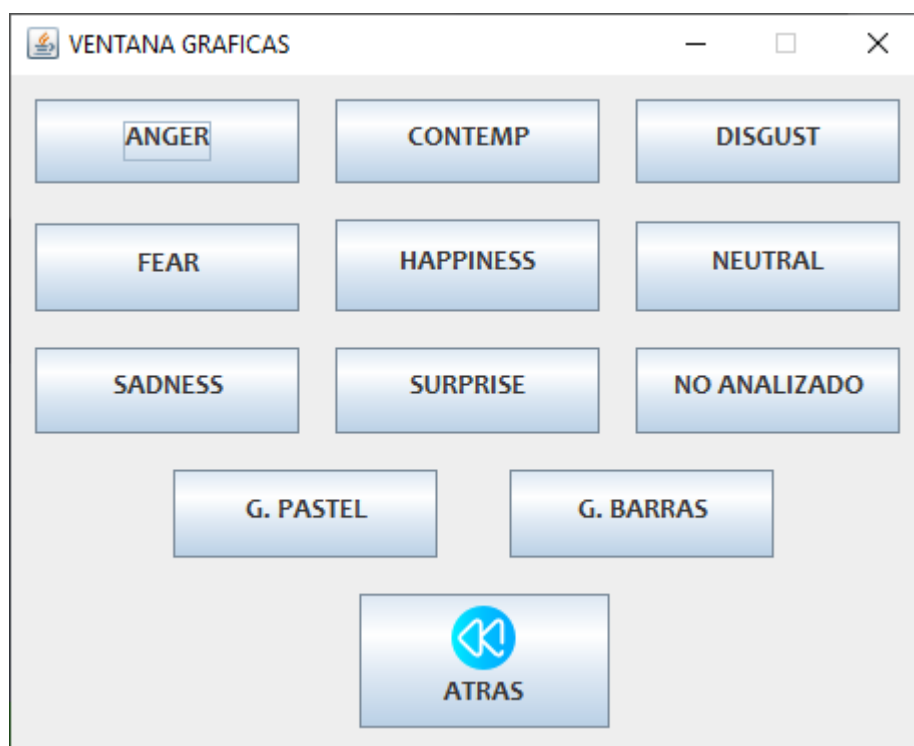 VENTANA GRAFICAS
ANGER
CONTEMP
DISGUST
FEAR
HAPPINESS
NEUTRAL
SADNESS
SURPRISE
NO ANALIZADO
G. PASTEL
G. BARRAS
ATRAS